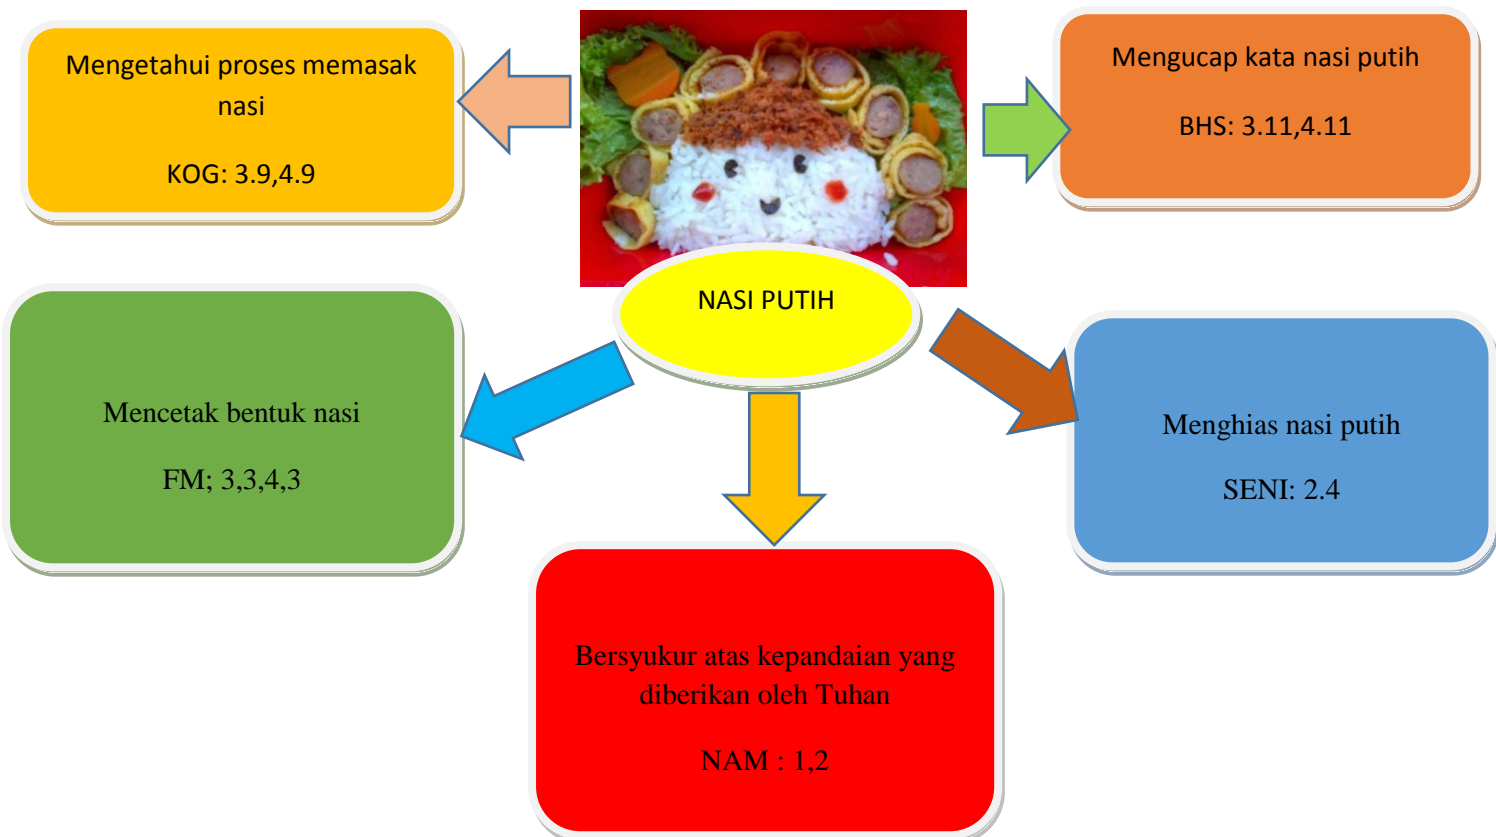 Mengetahui proses memasak
nasi
KOG: 3.9,4.9
Mengucap kata nasi putih
BHS: 3.11,4.11
NASI PUTIH
Mencetak bentuk nasi
FM; 3,3,4,3
Menghias nasi putih
SENI: 2.4
Bersyukur atas kepandaian yang
diberikan oleh Tuhan
NAM : 1,2